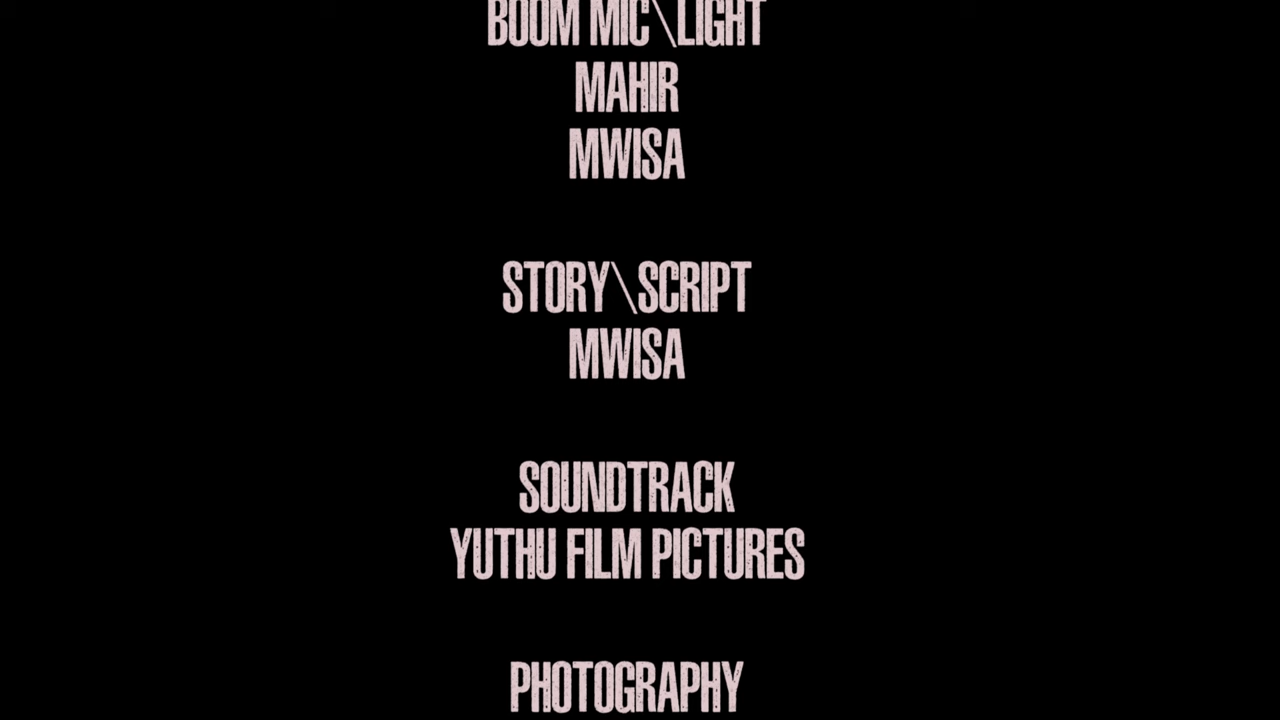 BOOM MIC\LIGHT
MAHIR
MWISA
STORY\SCRIPT
MWISA
SOUNDTRACK
YUTHU FILM PICTURES
PHOTOGRAPHY